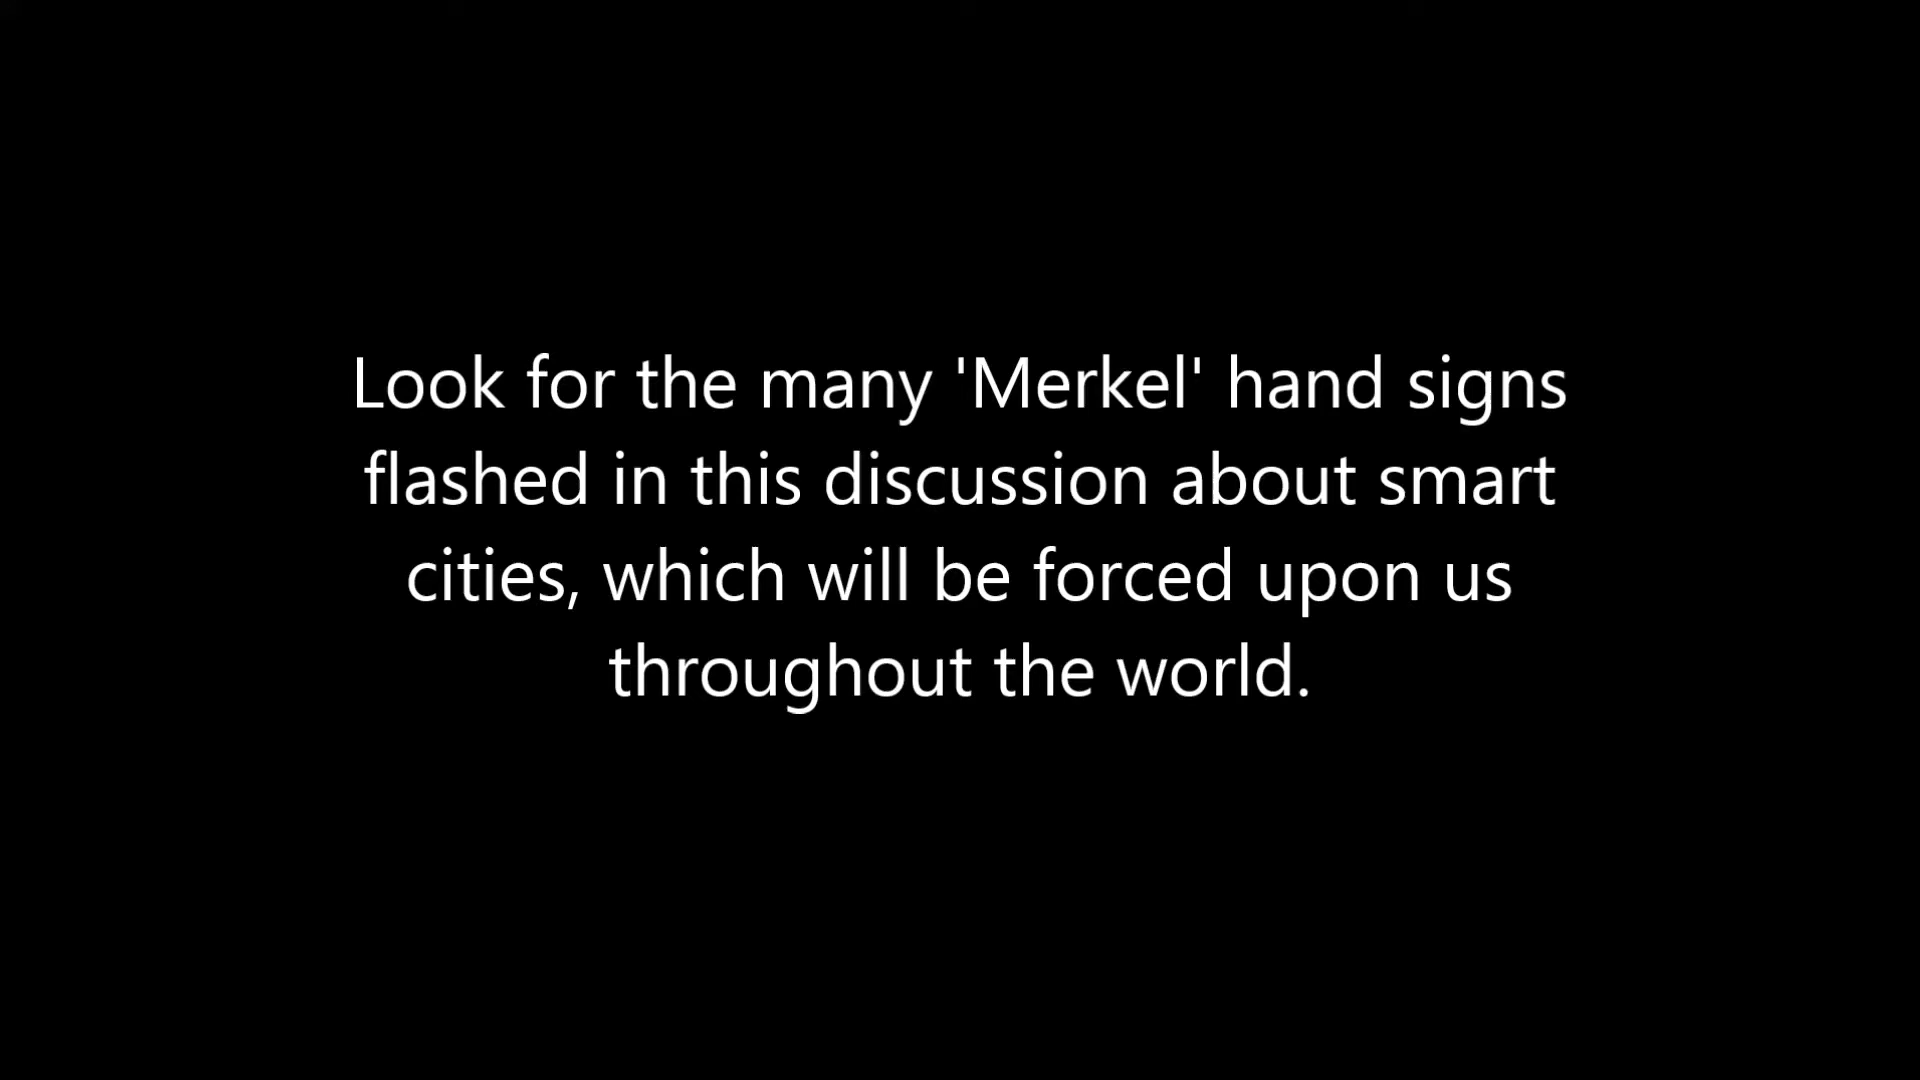 Look for the many 'Merkel' hand signs
flashed in this discussion about smart
cities, which will be forced upon us
throughout the world.